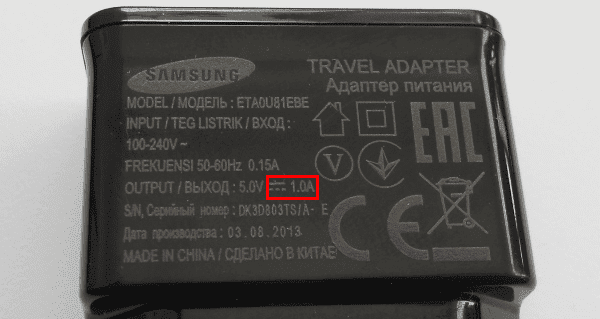 SAMSUNG
TRAVEL ADAPTER
Адаптер питания
MODEL / МОДЕЛЬ : ETA0U81EBE
INPUT / TEG LISTRIK / ВХОД :
100-240V ~
FREKUENSI 50-60Hz 0.15A
OUTPUT / ВЫХОД : 5.0V ⎓ 1.0A
S/N, Серийный номер : DK3D803TS/A- E
Дата производства : 03.08.2013
MADE IN CHINA / СДЕЛАНО В КИТАЕ
V
EAC
CE